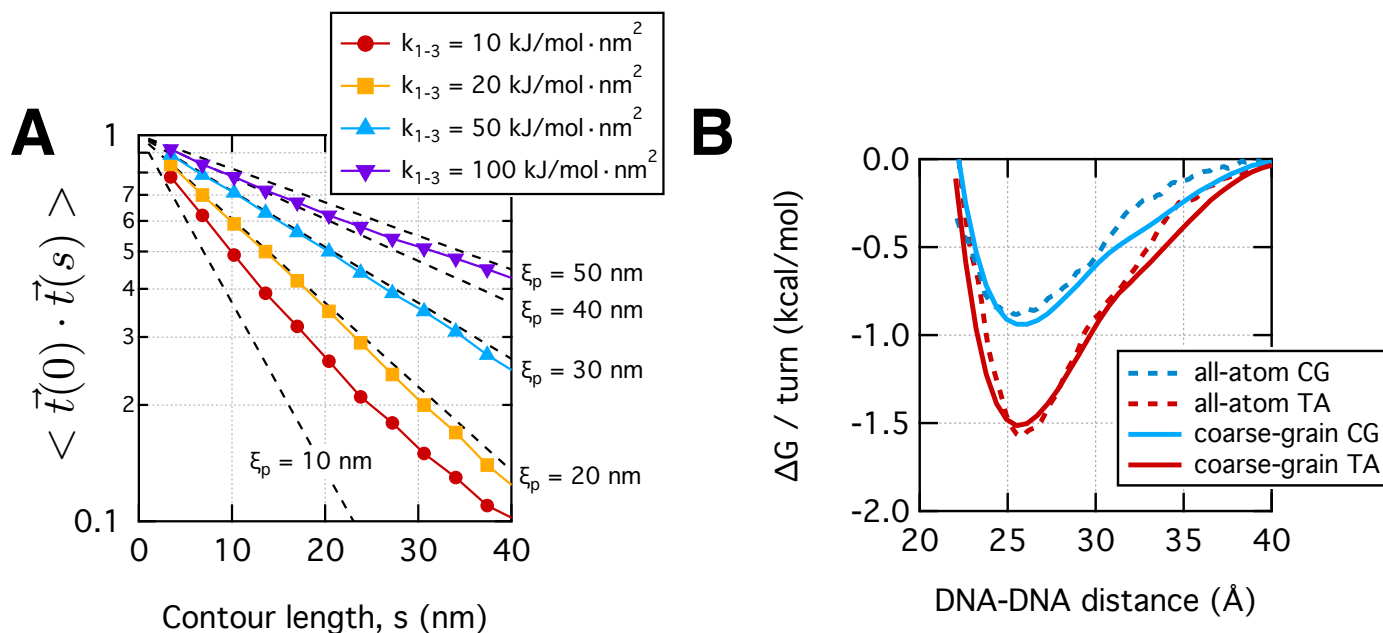 A
k₁₋₃ = 10 kJ/mol·nm²
k₁₋₃ = 20 kJ/mol·nm²
k₁₋₃ = 50 kJ/mol·nm²
k₁₋₃ = 100 kJ/mol·nm²
< t⃗(0) · t⃗(s) >
1
7
6
5
4
3
2
0.1
ξₚ = 50 nm
ξₚ = 40 nm
ξₚ = 30 nm
ξₚ = 10 nm
ξₚ = 20 nm
0 10 20 30 40
Contour length, s (nm)
B
ΔG / turn (kcal/mol)
0.0
-0.5
-1.0
-1.5
-2.0
all-atom CG
all-atom TA
coarse-grain CG
coarse-grain TA
20 25 30 35 40
DNA-DNA distance (Å)